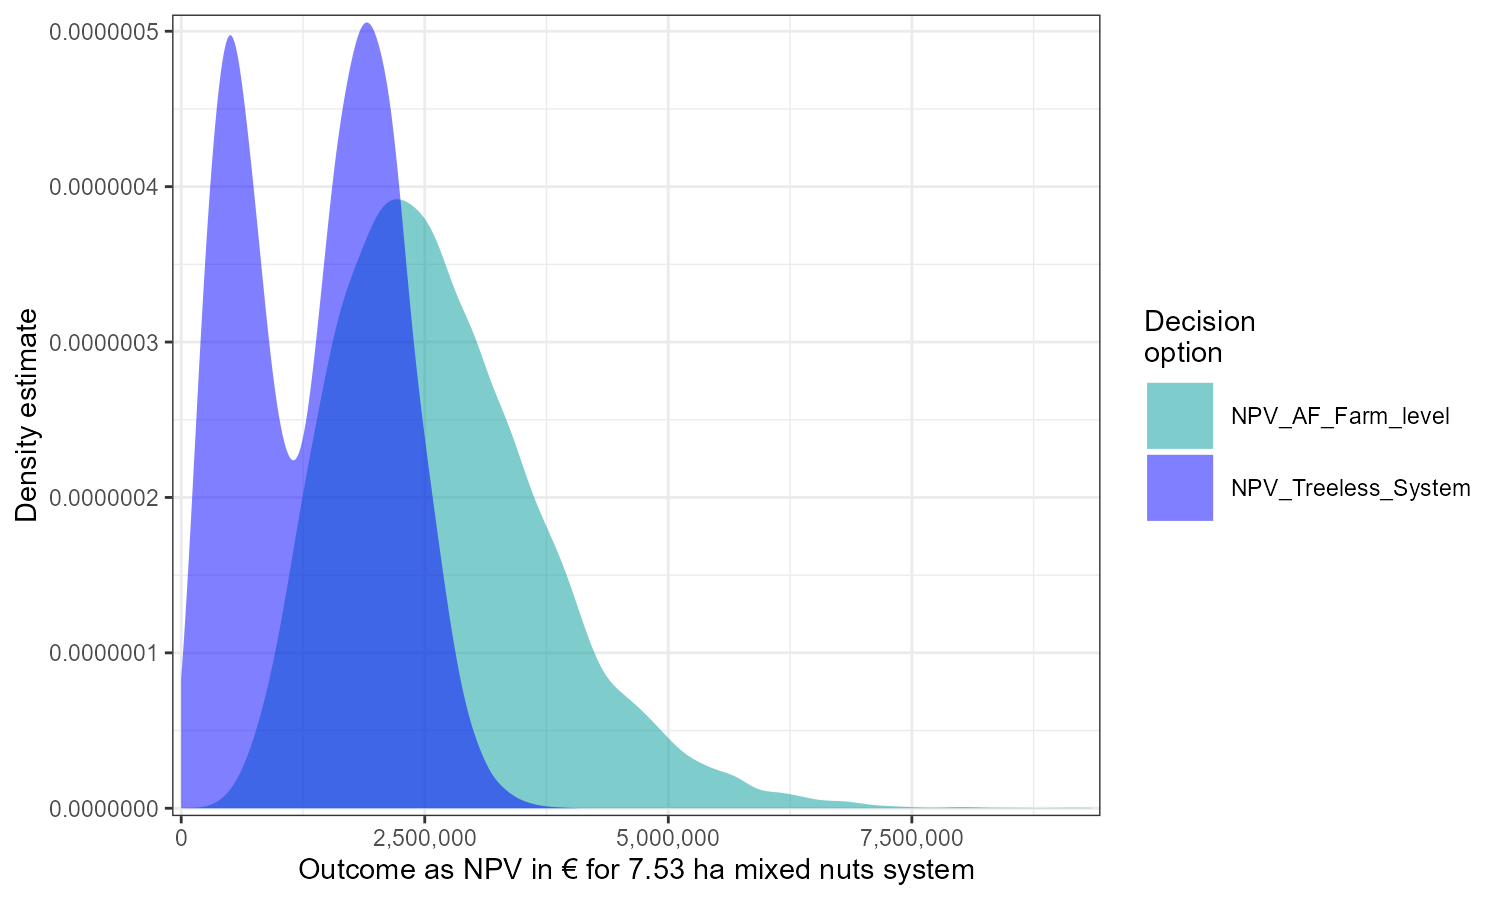 0.0000005
0.0000004
0.0000003
0.0000002
0.0000001
0.0000000
Density estimate
0
2,500,000
5,000,000
7,500,000
Outcome as NPV in € for 7.53 ha mixed nuts system
Decision
option
NPV_AF_Farm_level
NPV_Treeless_System